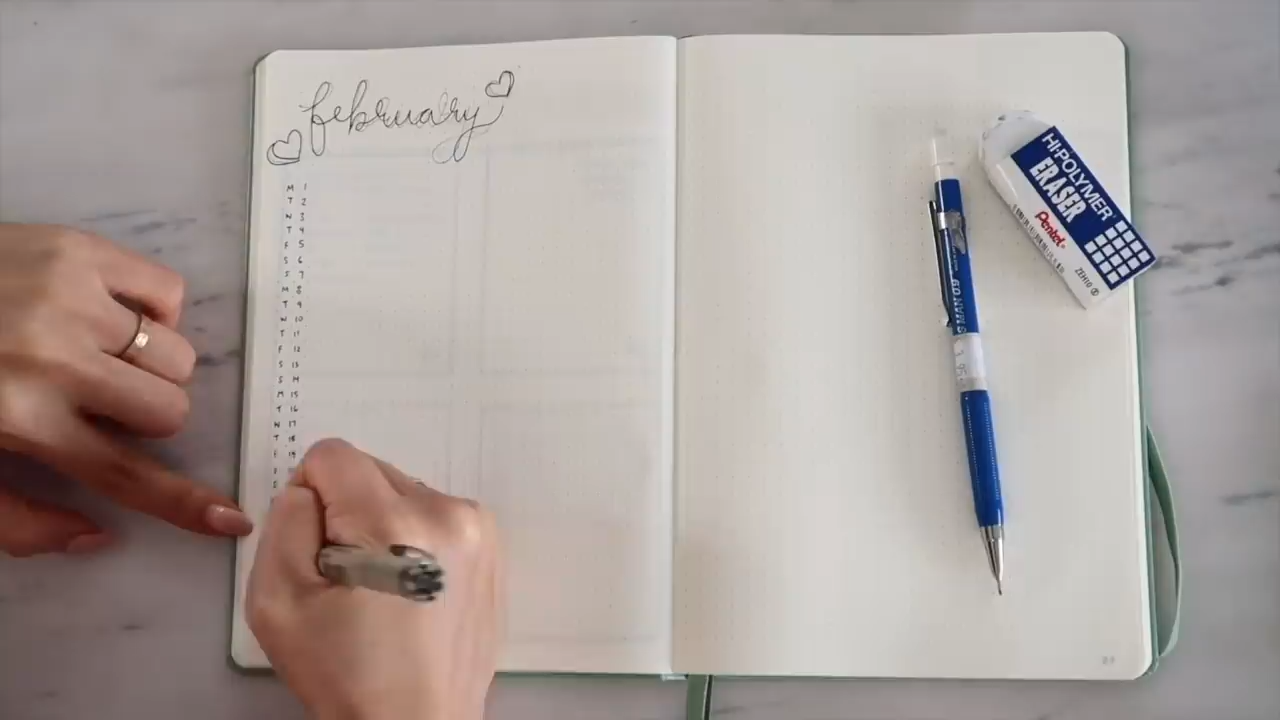 february
M 1
T 2
W 3
T 4
F 5
S 6
S 7
M 8
T 9
W 10
T 11
F 12
S 13
S 14
M 15
T 16
W 17
T 18
F 19
HI-POLYMER
ERASER
Pentel
ZEH10